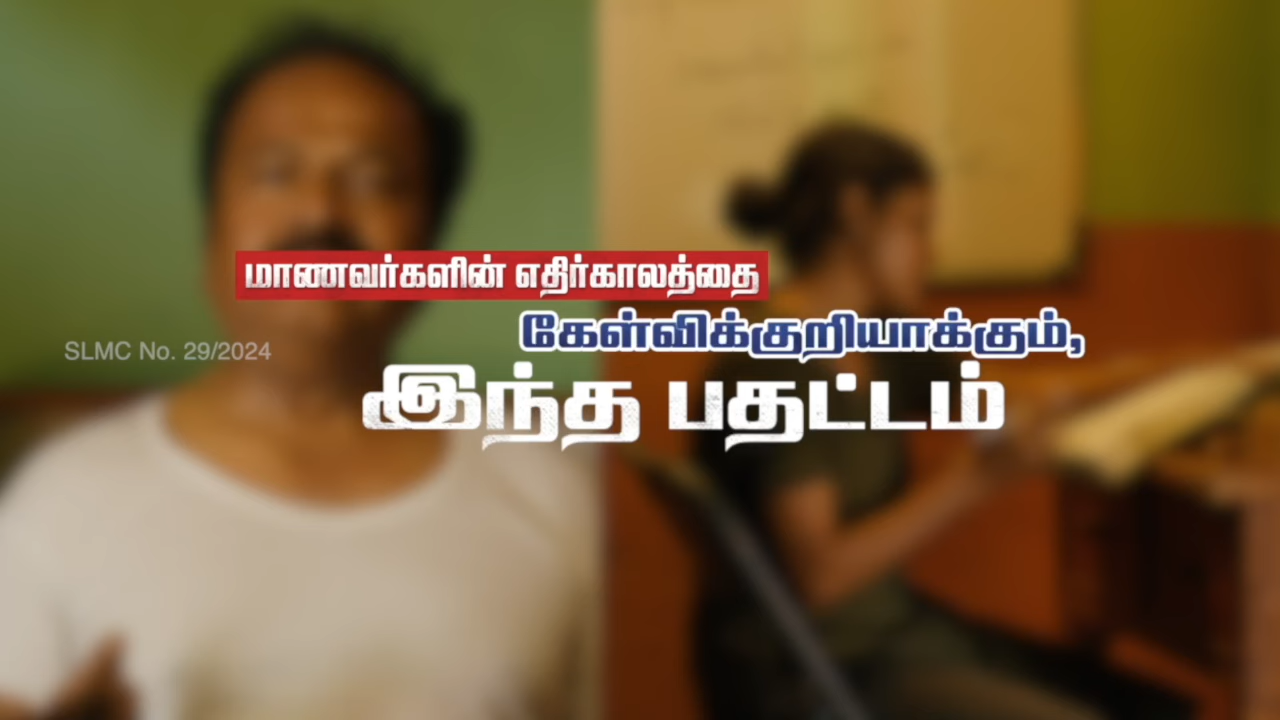 மாணவர்களின் எதிர்காலத்தை
கேள்விக்குறியாக்கும்,
SLMC No. 29/2024
இந்த பதட்டம்